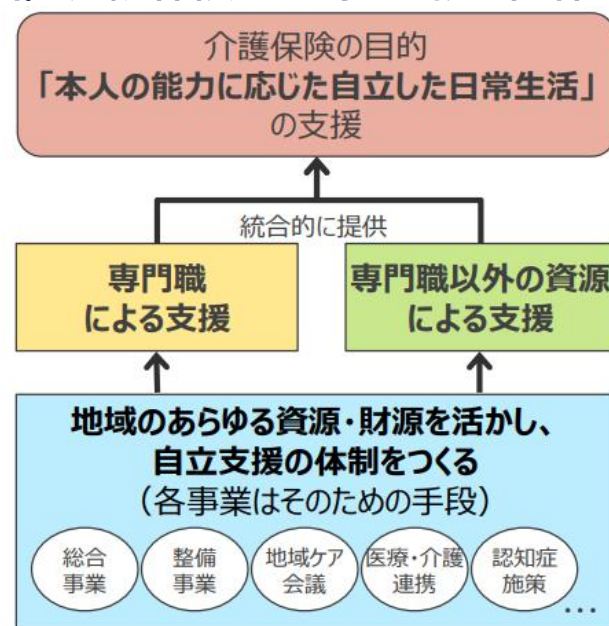 介護保険の目的
「本人の能力に応じた自立した日常生活」
の支援
統合的に提供
専門職
による支援
専門職以外の資源
による支援
地域のあらゆる資源・財源を活かし、
自立支援の体制をつくる
（各事業はそのための手段）
総合
事業
整備
事業
地域ケア
会議
医療・介護
連携
認知症
施策
…